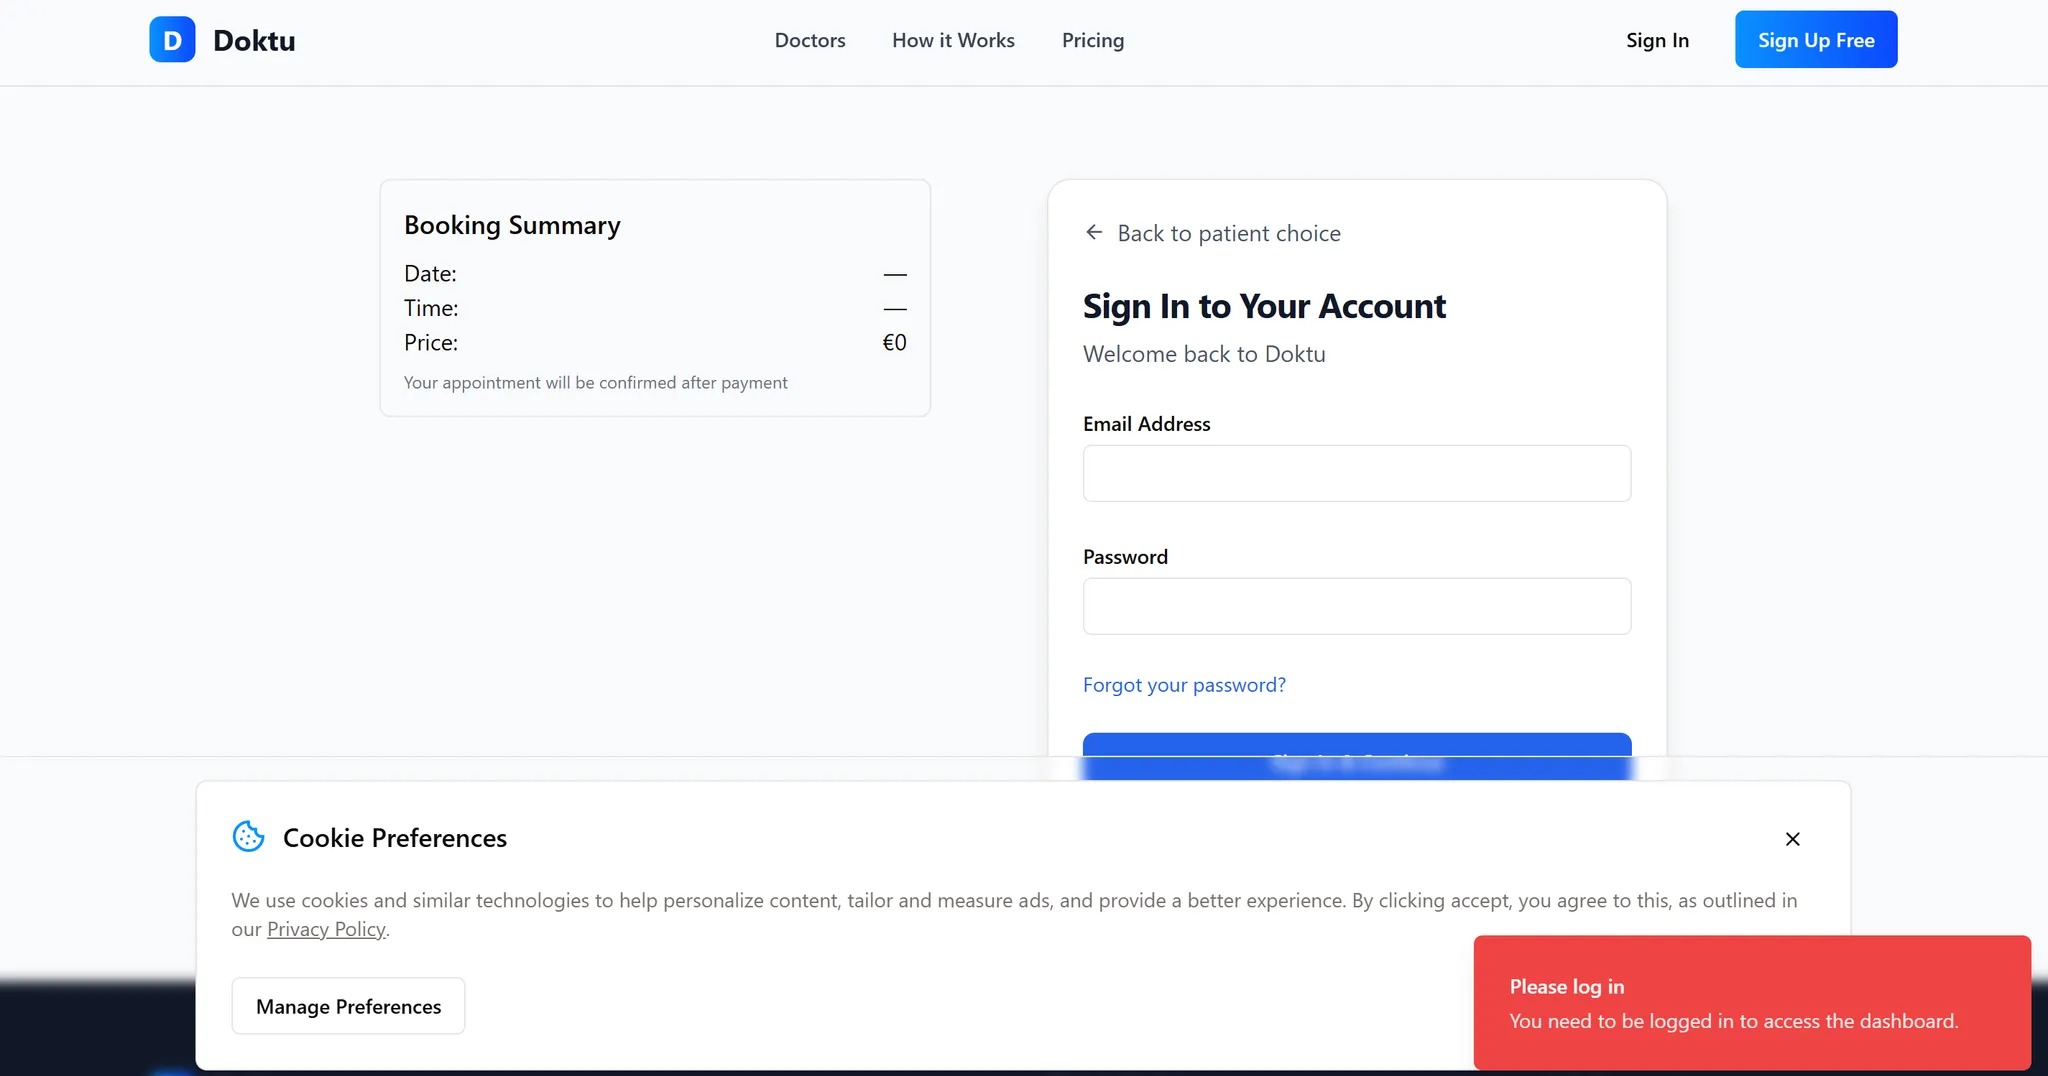 D Doktu
Doctors
How it Works
Pricing
Sign In
Sign Up Free
Booking Summary
Date: —
Time: —
Price: €0
Your appointment will be confirmed after payment
← Back to patient choice
Sign In to Your Account
Welcome back to Doktu
Email Address
Password
Forgot your password?
Cookie Preferences
We use cookies and similar technologies to help personalize content, tailor and measure ads, and provide a better experience. By clicking accept, you agree to this, as outlined in
our Privacy Policy.
Manage Preferences
Please log in
You need to be logged in to access the dashboard.